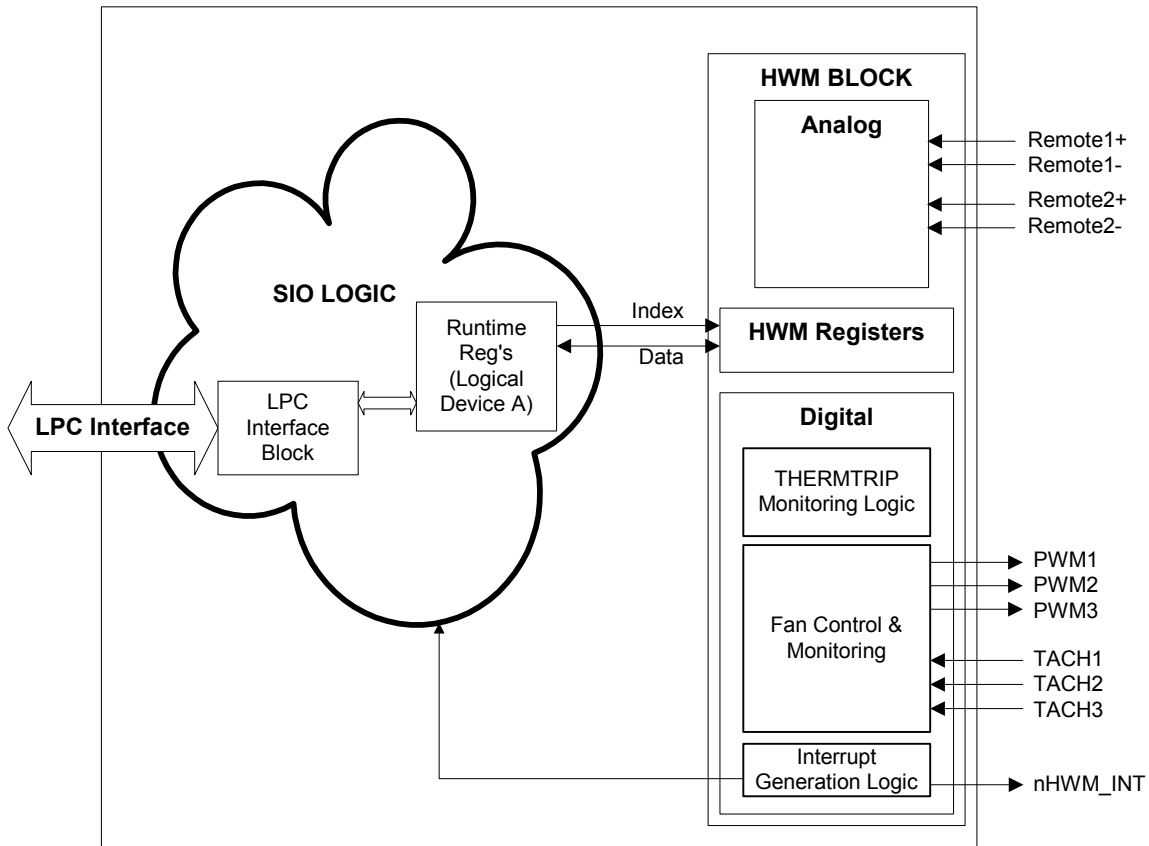 HWM BLOCK
Analog
Remote1+
Remote1-
Remote2+
Remote2-
SIO LOGIC
Runtime
Reg's
(Logical
Device A)
Index
Data
HWM Registers
LPC Interface
LPC
Interface
Block
Digital
THERMTRIP
Monitoring Logic
Fan Control &
Monitoring
PWM1
PWM2
PWM3
TACH1
TACH2
TACH3
Interrupt
Generation Logic
nHWM_INT